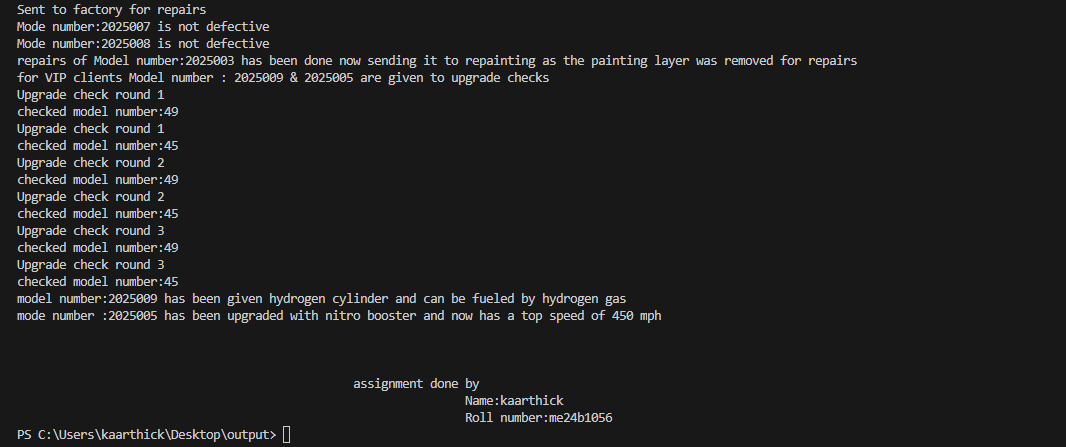 Sent to factory for repairs
Mode number:2025007 is not defective
Mode number:2025008 is not defective
repairs of Model number:2025003 has been done now sending it to repainting as the painting layer was removed for repairs
for VIP clients Model number : 2025009 & 2025005 are given to upgrade checks
Upgrade check round 1
checked model number:49
Upgrade check round 1
checked model number:45
Upgrade check round 2
checked model number:49
Upgrade check round 2
checked model number:45
Upgrade check round 3
checked model number:49
Upgrade check round 3
checked model number:45
model number:2025009 has been given hydrogen cylinder and can be fueled by hydrogen gas
mode number :2025005 has been upgraded with nitro booster and now has a top speed of 450 mph
assignment done by
Name:kaarthick
Roll number:me24b1056
PS C:\Users\kaarthick\Desktop\output>